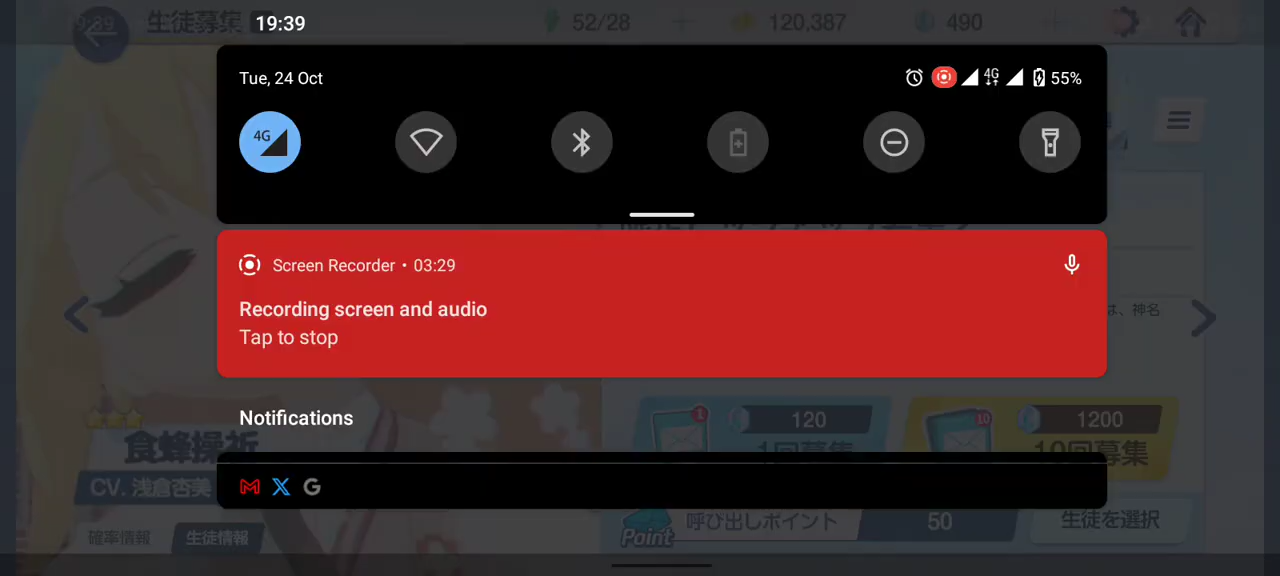 19:39
生徒募集
52/28
120,387
490
Tue, 24 Oct
4G
55%
4G
Screen Recorder • 03:29
Recording screen and audio
Tap to stop
は、神名
Notifications
1
120
10
1200
1回募集
10回募集
食蜂操祈
CV. 浅倉杏美
Point
呼び出しポイント
50
生徒を選択
確率情報
生徒情報